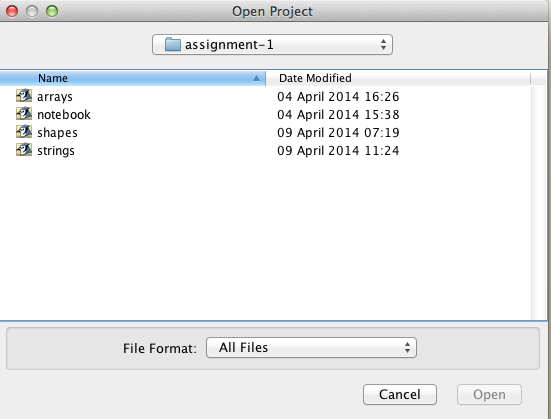 Open Project
assignment-1
Name Date Modified
arrays 04 April 2014 16:26
notebook 04 April 2014 15:38
shapes 09 April 2014 07:19
strings 09 April 2014 11:24
File Format: All Files
Cancel Open